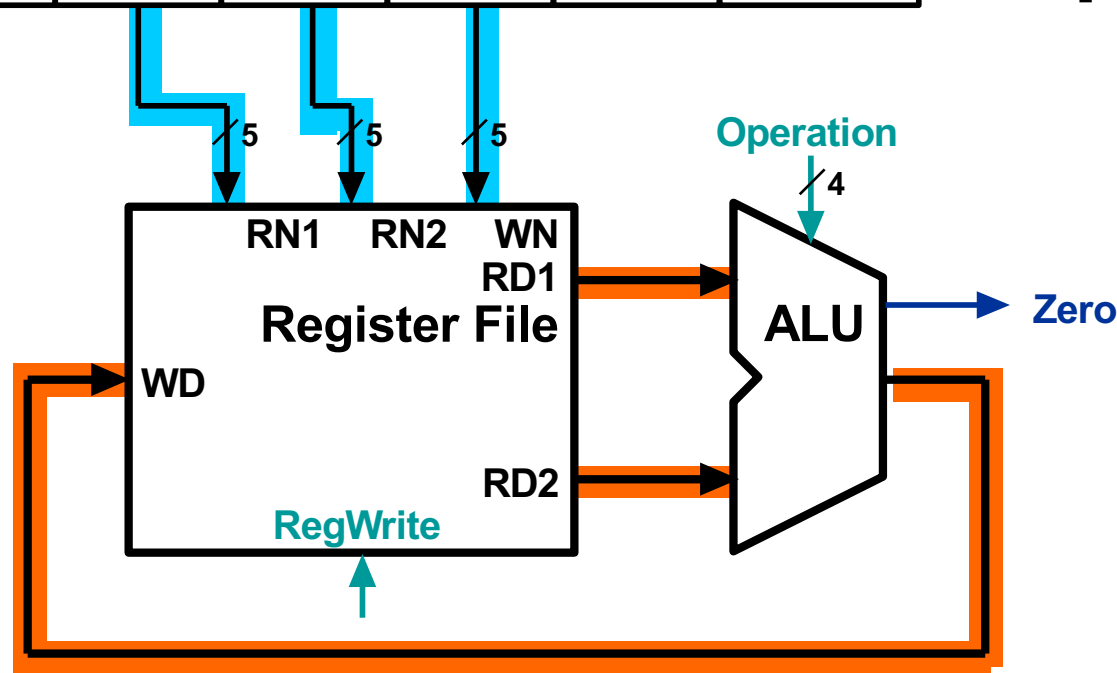 5
5
5
Operation
4
RN1
RN2
WN
RD1
Register File
ALU
Zero
WD
RD2
RegWrite